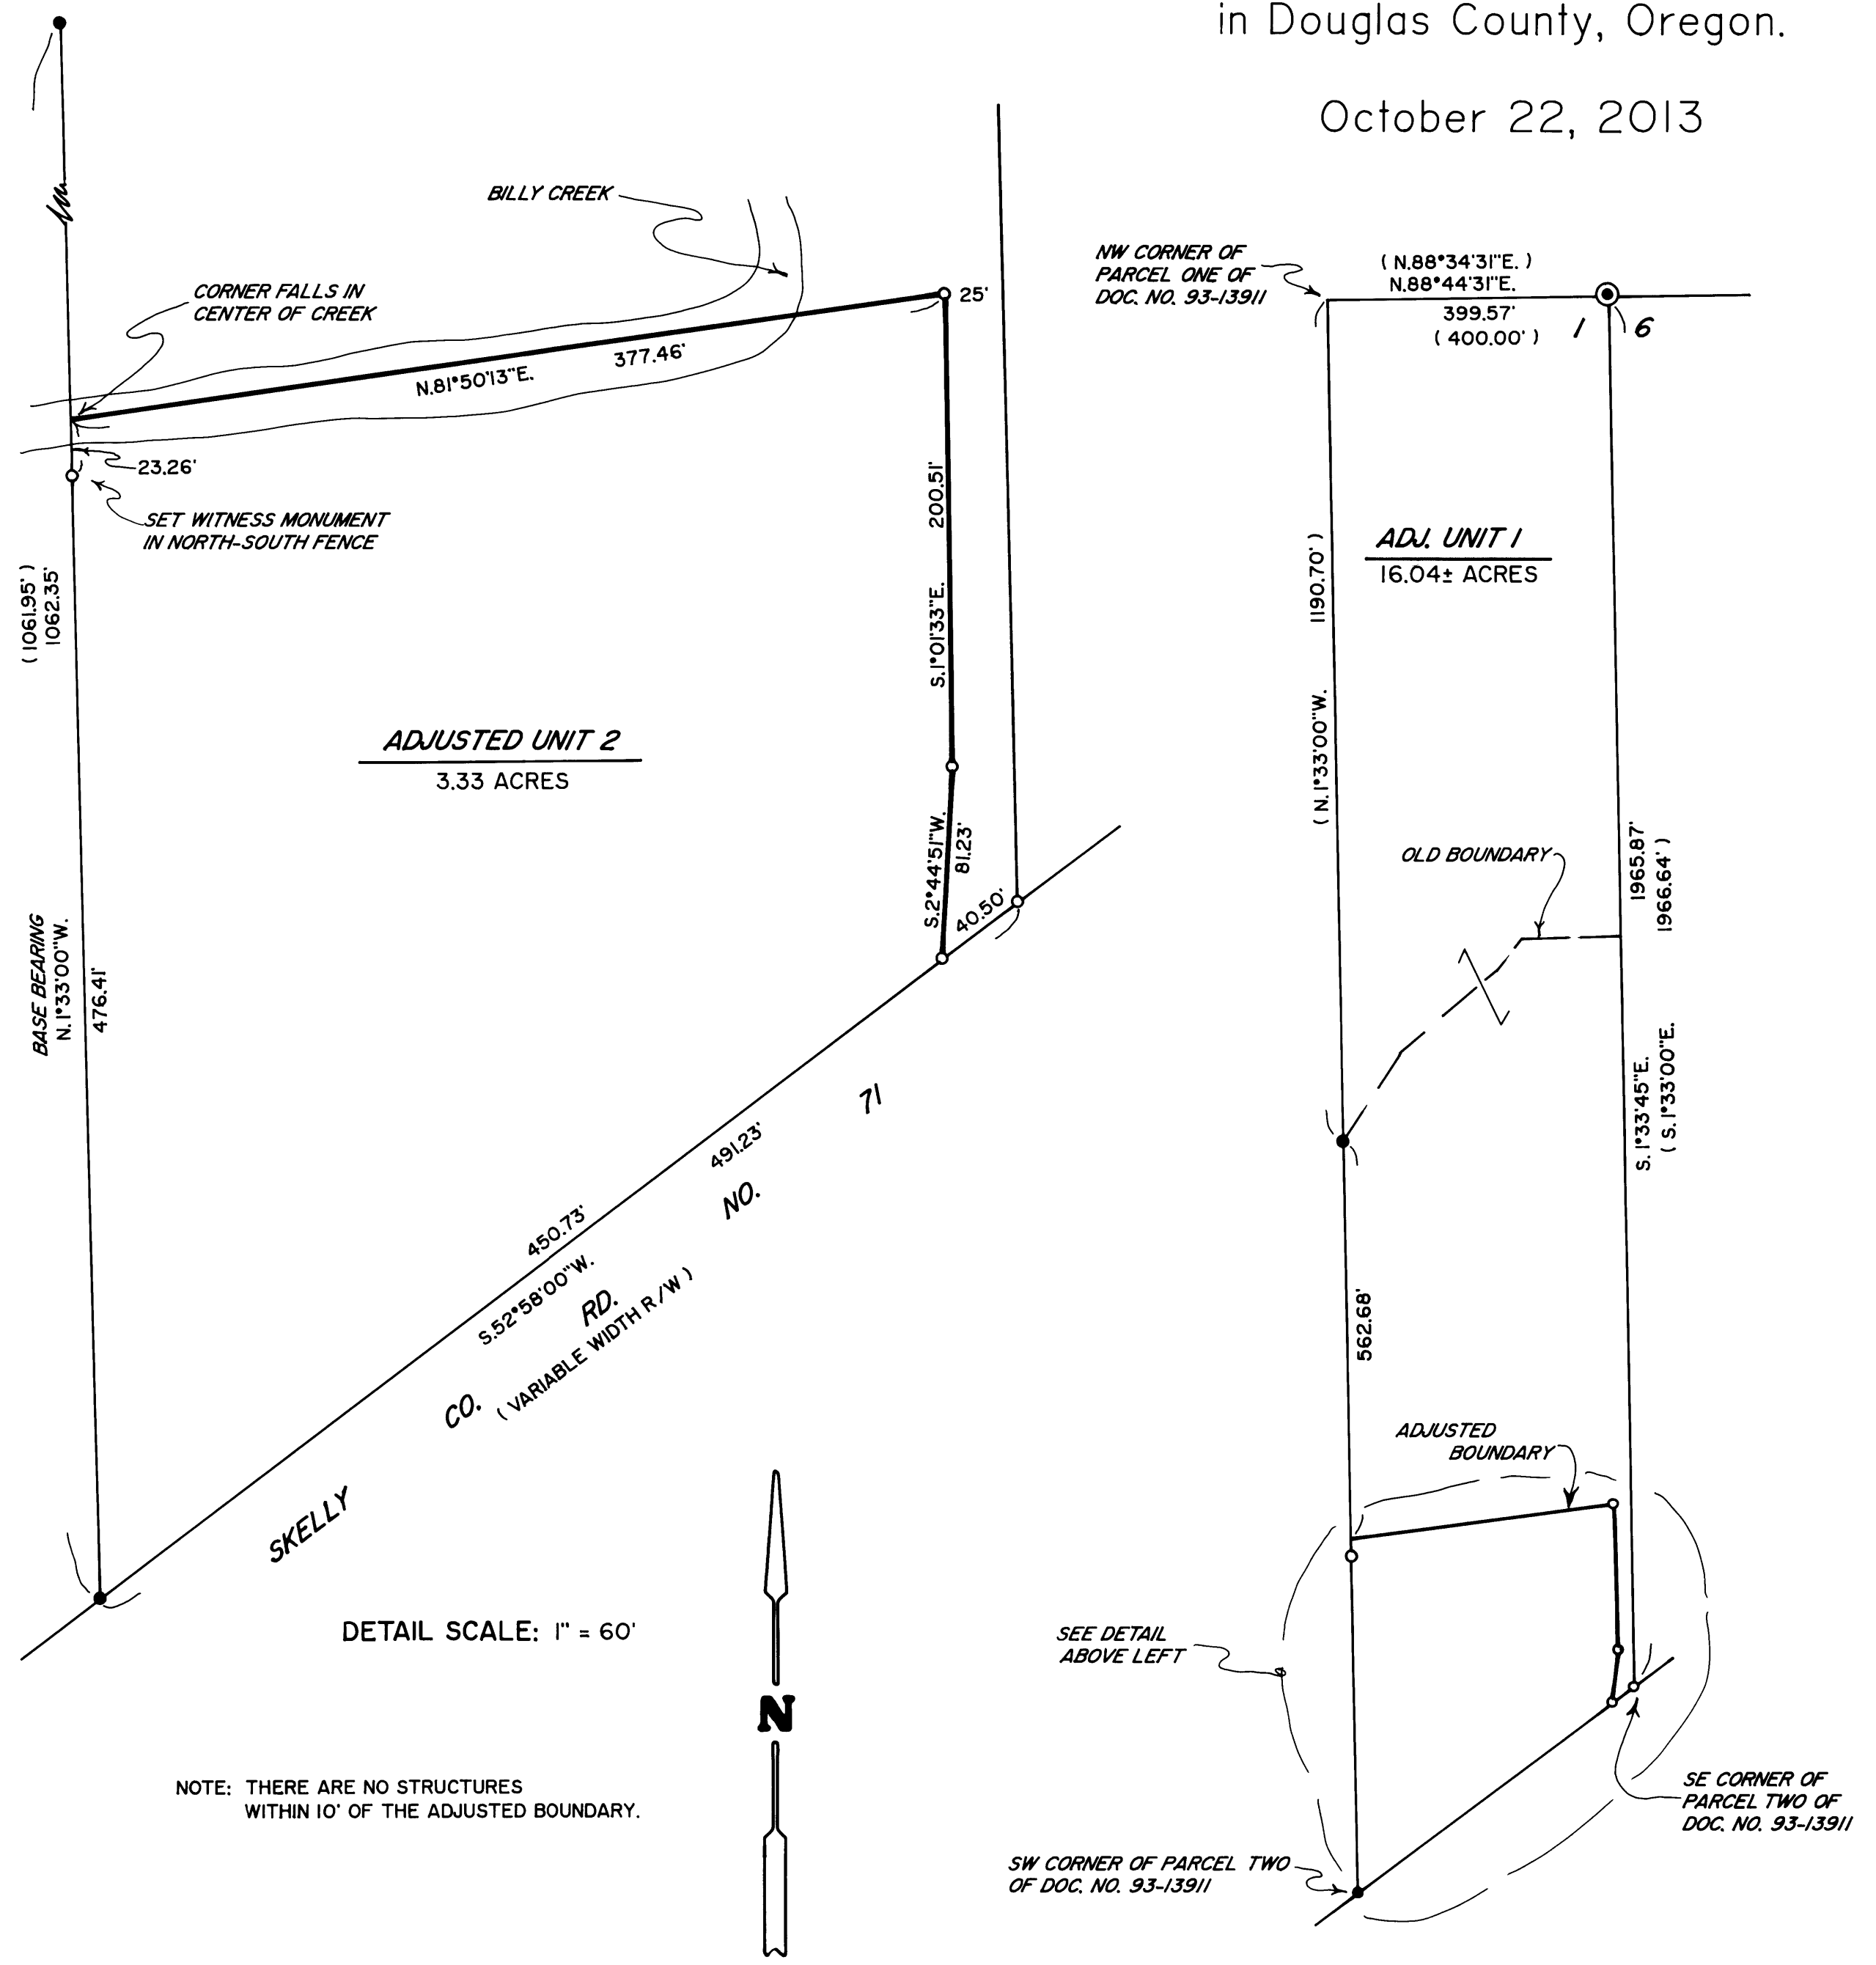 in Douglas County, Oregon.
October 22, 2013
BILLY CREEK
CORNER FALLS IN
CENTER OF CREEK
25'
377.46'
N.81°50'13"E.
23.26'
SET WITNESS MONUMENT
IN NORTH-SOUTH FENCE
(1061.95')
1062.35'
200.51'
S.1°01'33"E.
ADJUSTED UNIT 2
3.33 ACRES
S.2°44'51"W.
81.23'
40.50'
BASE BEARING
N.1°33'00"W.
476.41'
71
491.23'
NO.
450.73'
S.52°58'00"W.
RD.
(VARIABLE WIDTH R/W)
CO.
SKELLY
DETAIL SCALE: 1" = 60'
N
NOTE: THERE ARE NO STRUCTURES
WITHIN 10' OF THE ADJUSTED BOUNDARY.
NW CORNER OF
PARCEL ONE OF
DOC. NO. 93-13911
(N.88°34'31"E.)
N.88°44'31"E.
399.57'
(400.00')
1 6
ADJ. UNIT 1
16.04± ACRES
1190.70')
(N.1°33'00"W.
OLD BOUNDARY
1965.87'
1966.64')
S.1°33'45"E.
(S.1°33'00"E.
562.68'
ADJUSTED
BOUNDARY
SEE DETAIL
ABOVE LEFT
SE CORNER OF
PARCEL TWO OF
DOC. NO. 93-13911
SW CORNER OF PARCEL TWO
OF DOC. NO. 93-13911